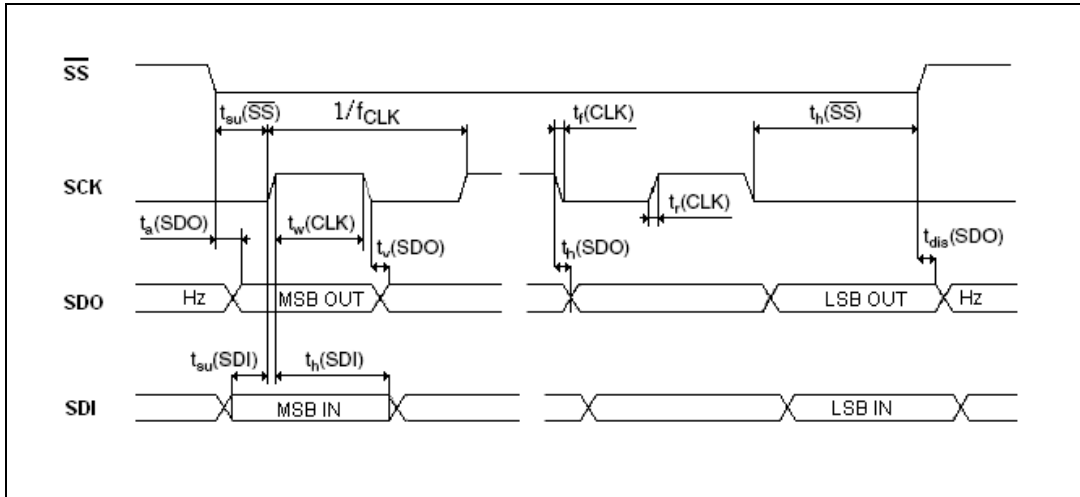 SS
tsu(SS) 1/fCLK tf(CLK) th(SS)
SCK
ta(SDO) tw(CLK) tv(SDO) th(SDO) tr(CLK) tdis(SDO)
SDO Hz MSB OUT LSB OUT Hz
tsu(SDI) th(SDI)
SDI MSB IN LSB IN